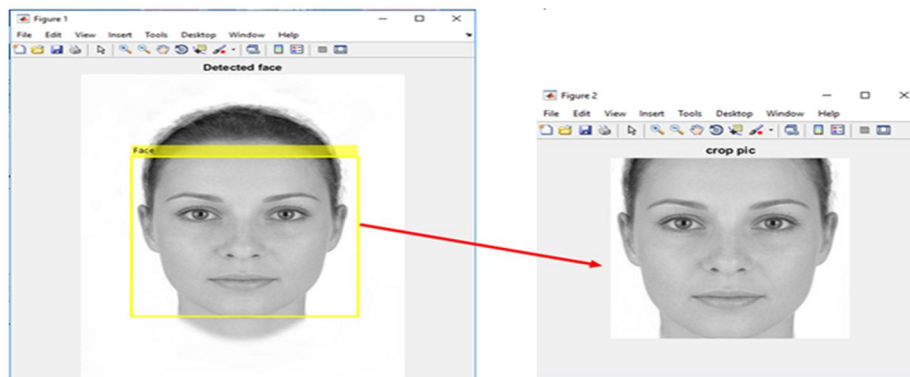 Figure 1
File Edit View Insert Tools Desktop Window Help
Detected face
Face
Figure 2
File Edit View Insert Tools Desktop Window Help
crop pic